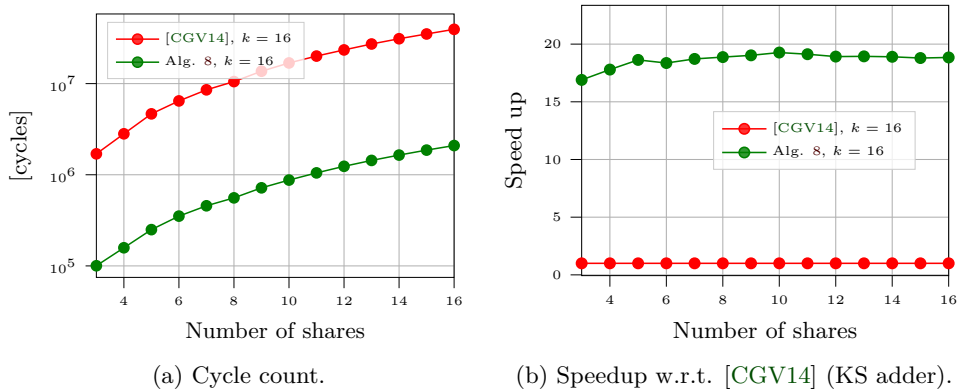 [CGV14], k = 16
Alg. 8, k = 16
10^7
10^6
10^5
[cycles]
4 6 8 10 12 14 16
Number of shares
(a) Cycle count.
20
15
10
5
0
Speed up
[CGV14], k = 16
Alg. 8, k = 16
4 6 8 10 12 14 16
Number of shares
(b) Speedup w.r.t. [CGV14] (KS adder).